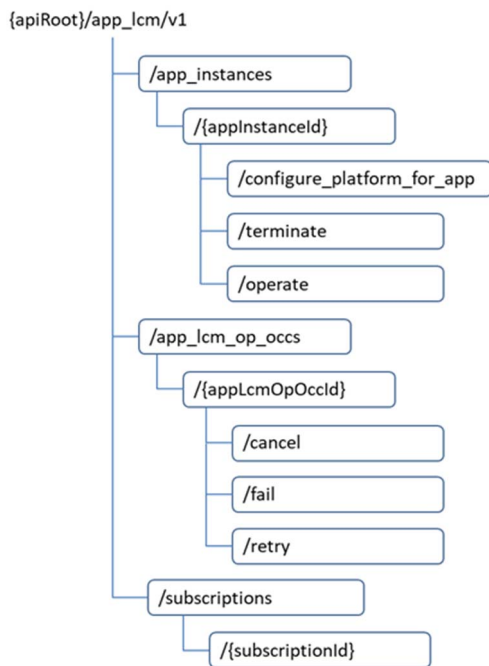 {apiRoot}/app_lcm/v1
/app_instances
/{appInstanceId}
/configure_platform_for_app
/terminate
/operate
/app_lcm_op_occs
/{appLcmOpOccId}
/cancel
/fail
/retry
/subscriptions
/{subscriptionId}